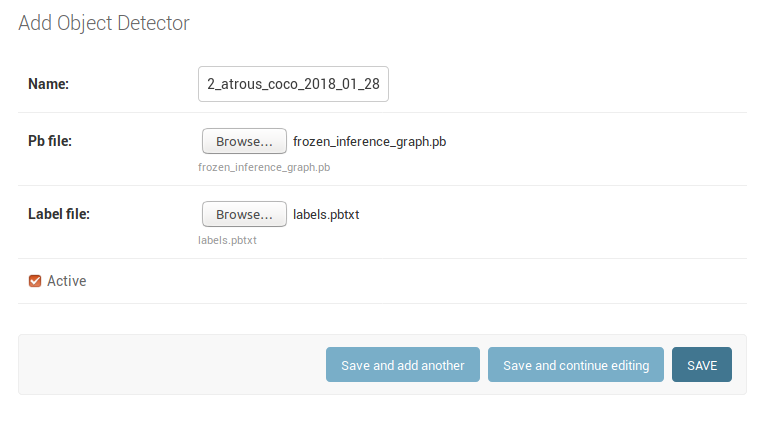 Add Object Detector
Name: 2_atrous_coco_2018_01_28
Pb file: Browse... frozen_inference_graph.pb
frozen_inference_graph.pb
Label file: Browse... labels.pbtxt
labels.pbtxt
Active
Save and add another Save and continue editing SAVE